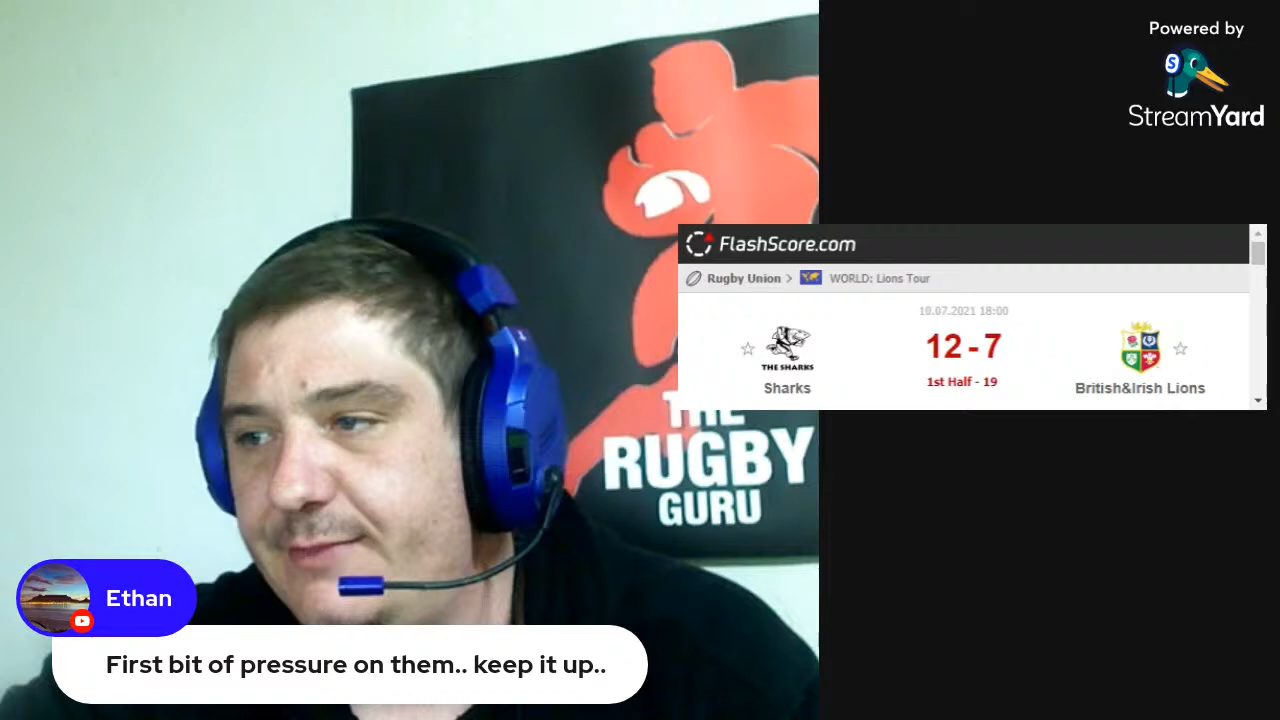 Powered by
StreamYard
FlashScore.com
Rugby Union > WORLD: Lions Tour
10.07.2021 18:00
12 - 7
1st Half - 19
THE SHARKS
Sharks
British&Irish Lions
THE
RUGBY
GURU
Ethan
First bit of pressure on them.. keep it up..